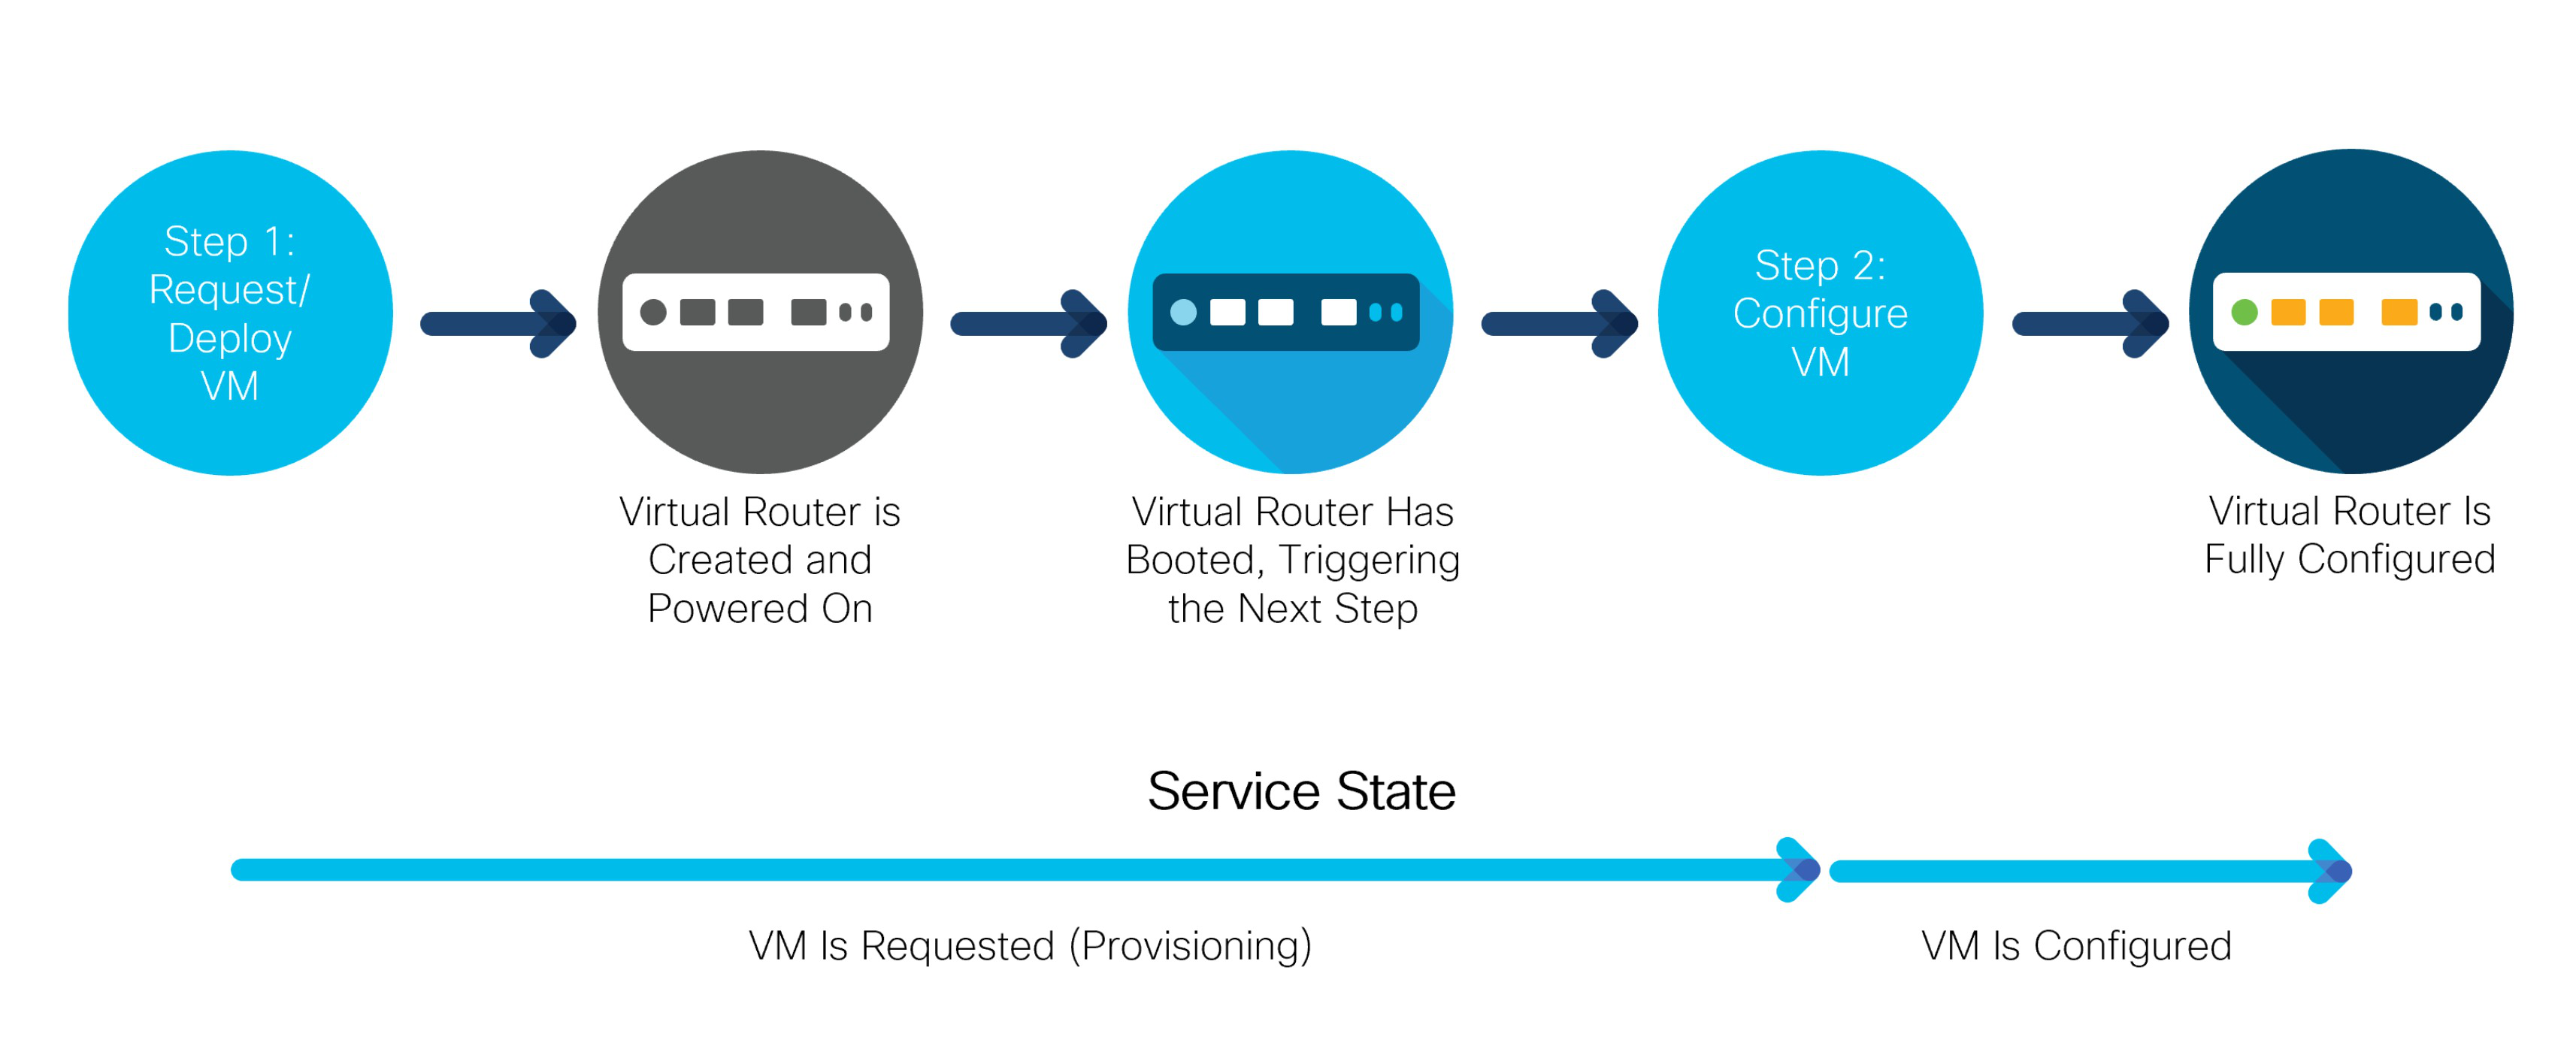 Step 1:
Request/
Deploy
VM
Step 2:
Configure
VM
Virtual Router is
Created and
Powered On
Virtual Router Has
Booted, Triggering
the Next Step
Virtual Router Is
Fully Configured
Service State
VM Is Requested (Provisioning)
VM Is Configured